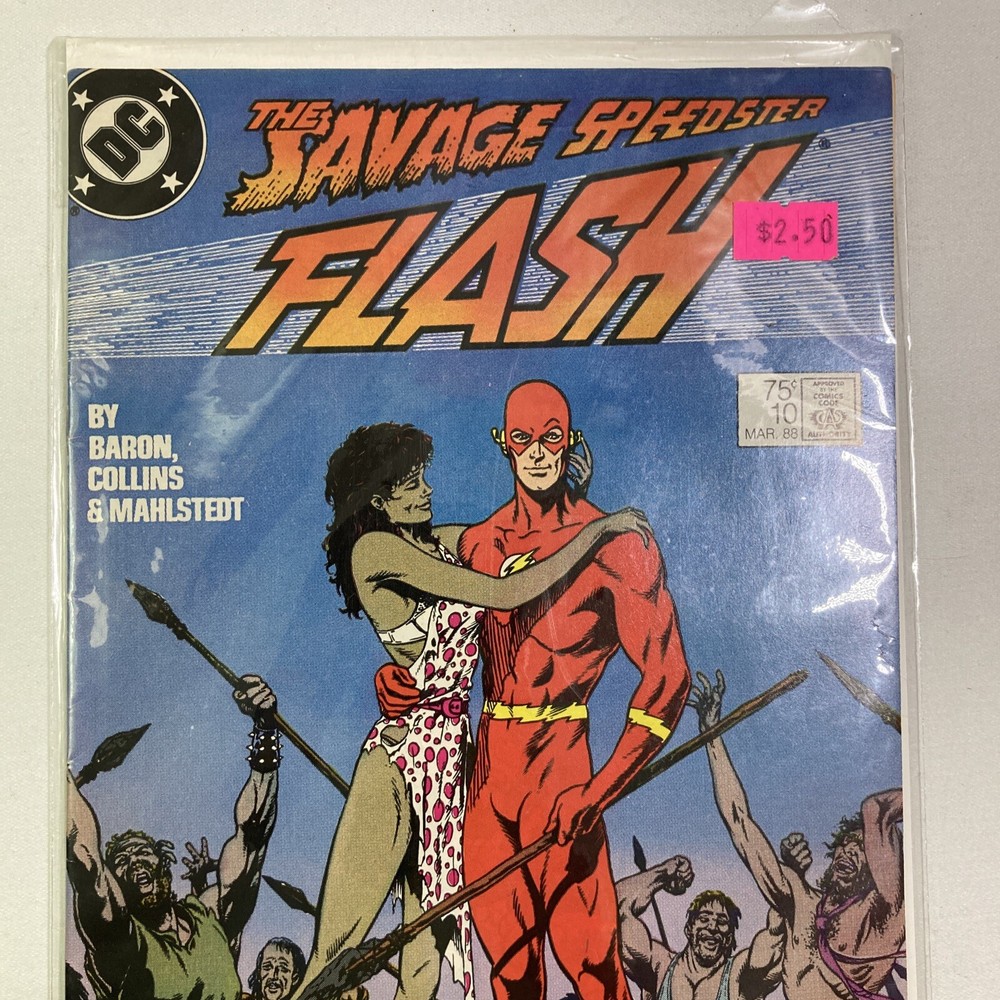 DC
®
THE SAVAGE SPEEDSTER
FLASH®
$2.50
75¢
10
MAR. 88
APPROVED
BY THE
COMICS
CODE
CA
AUTHORITY
BY
BARON,
COLLINS
& MAHLSTEDT